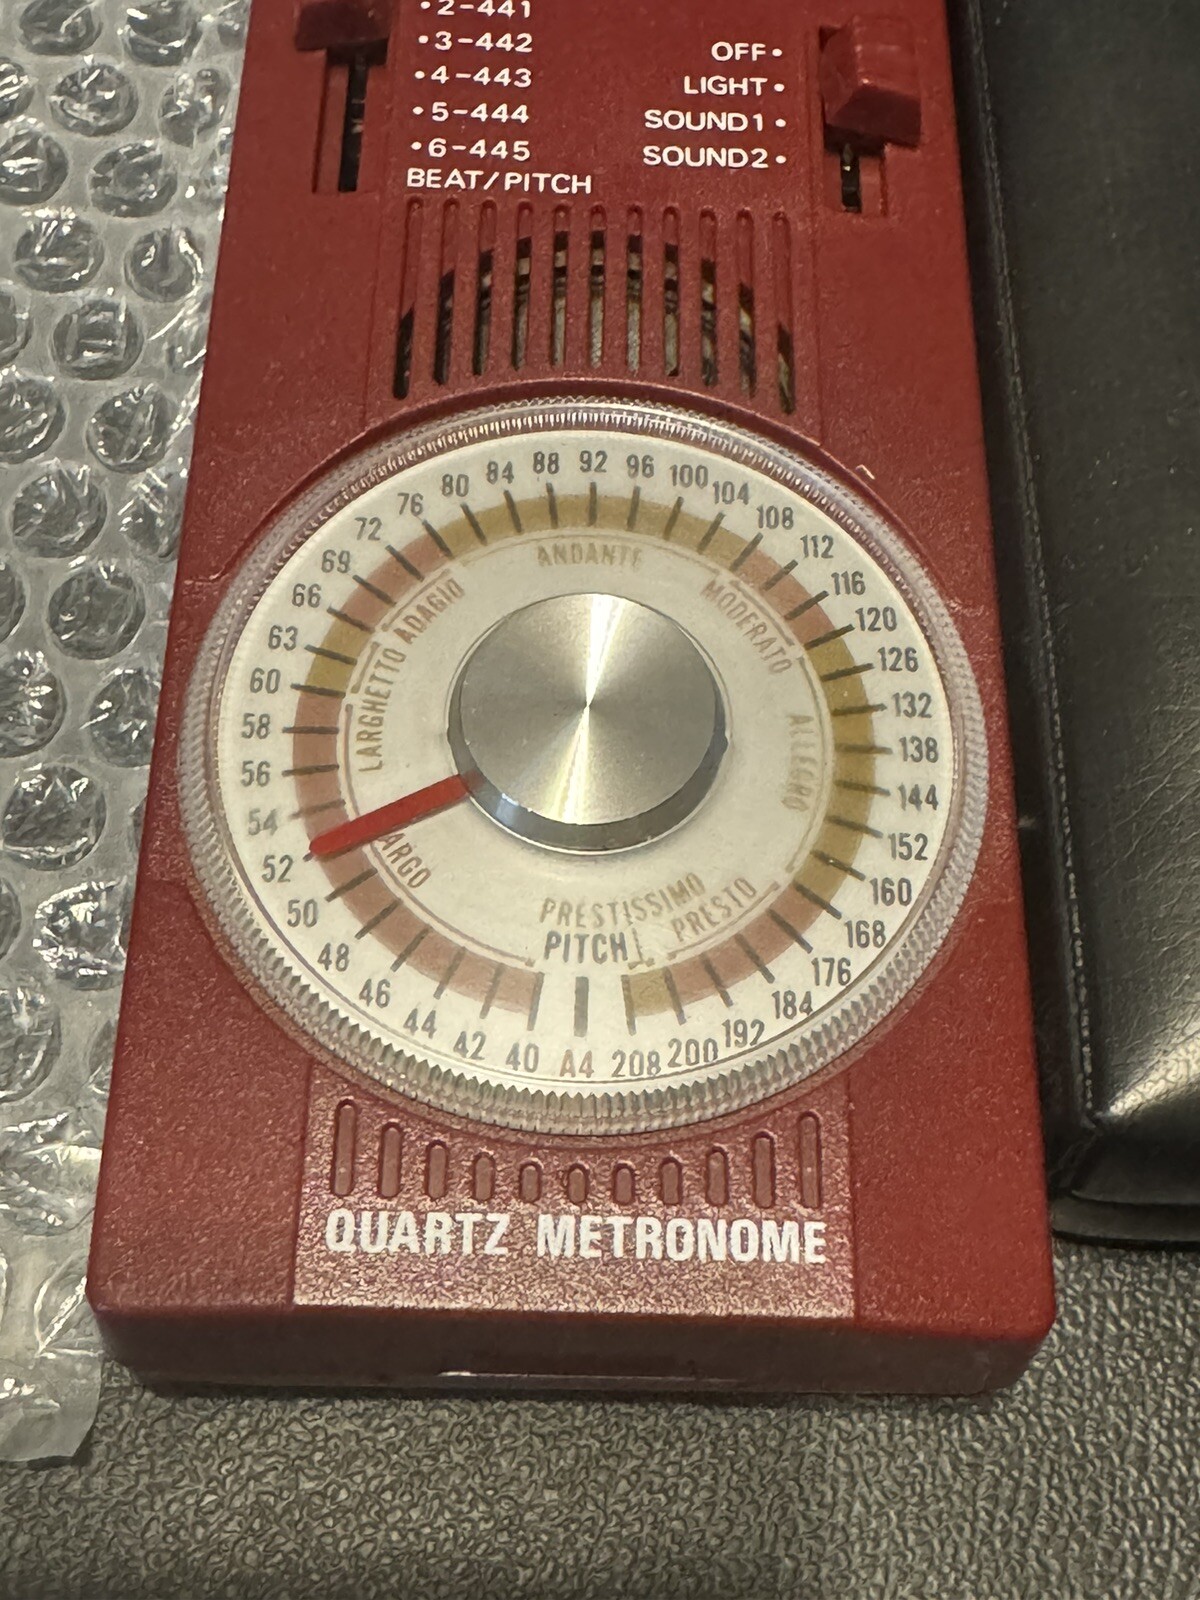 •2-441
•3-442
•4-443
•5-444
•6-445
BEAT/PITCH
OFF•
LIGHT•
SOUND1•
SOUND2•
40 42 44 46 48 50 52 54 56 58 60 63 66 69 72 76 80 84 88 92 96 100 104 108 112 116 120 126 132 138 144 152 160 168 176 184 192 200 208 A4
ARGO
LARGHETTO
ADAGIO
ANDANTE
MODERATO
ALLEGRO
PRESTO
PRESTISSIMO
PITCH
QUARTZ METRONOME